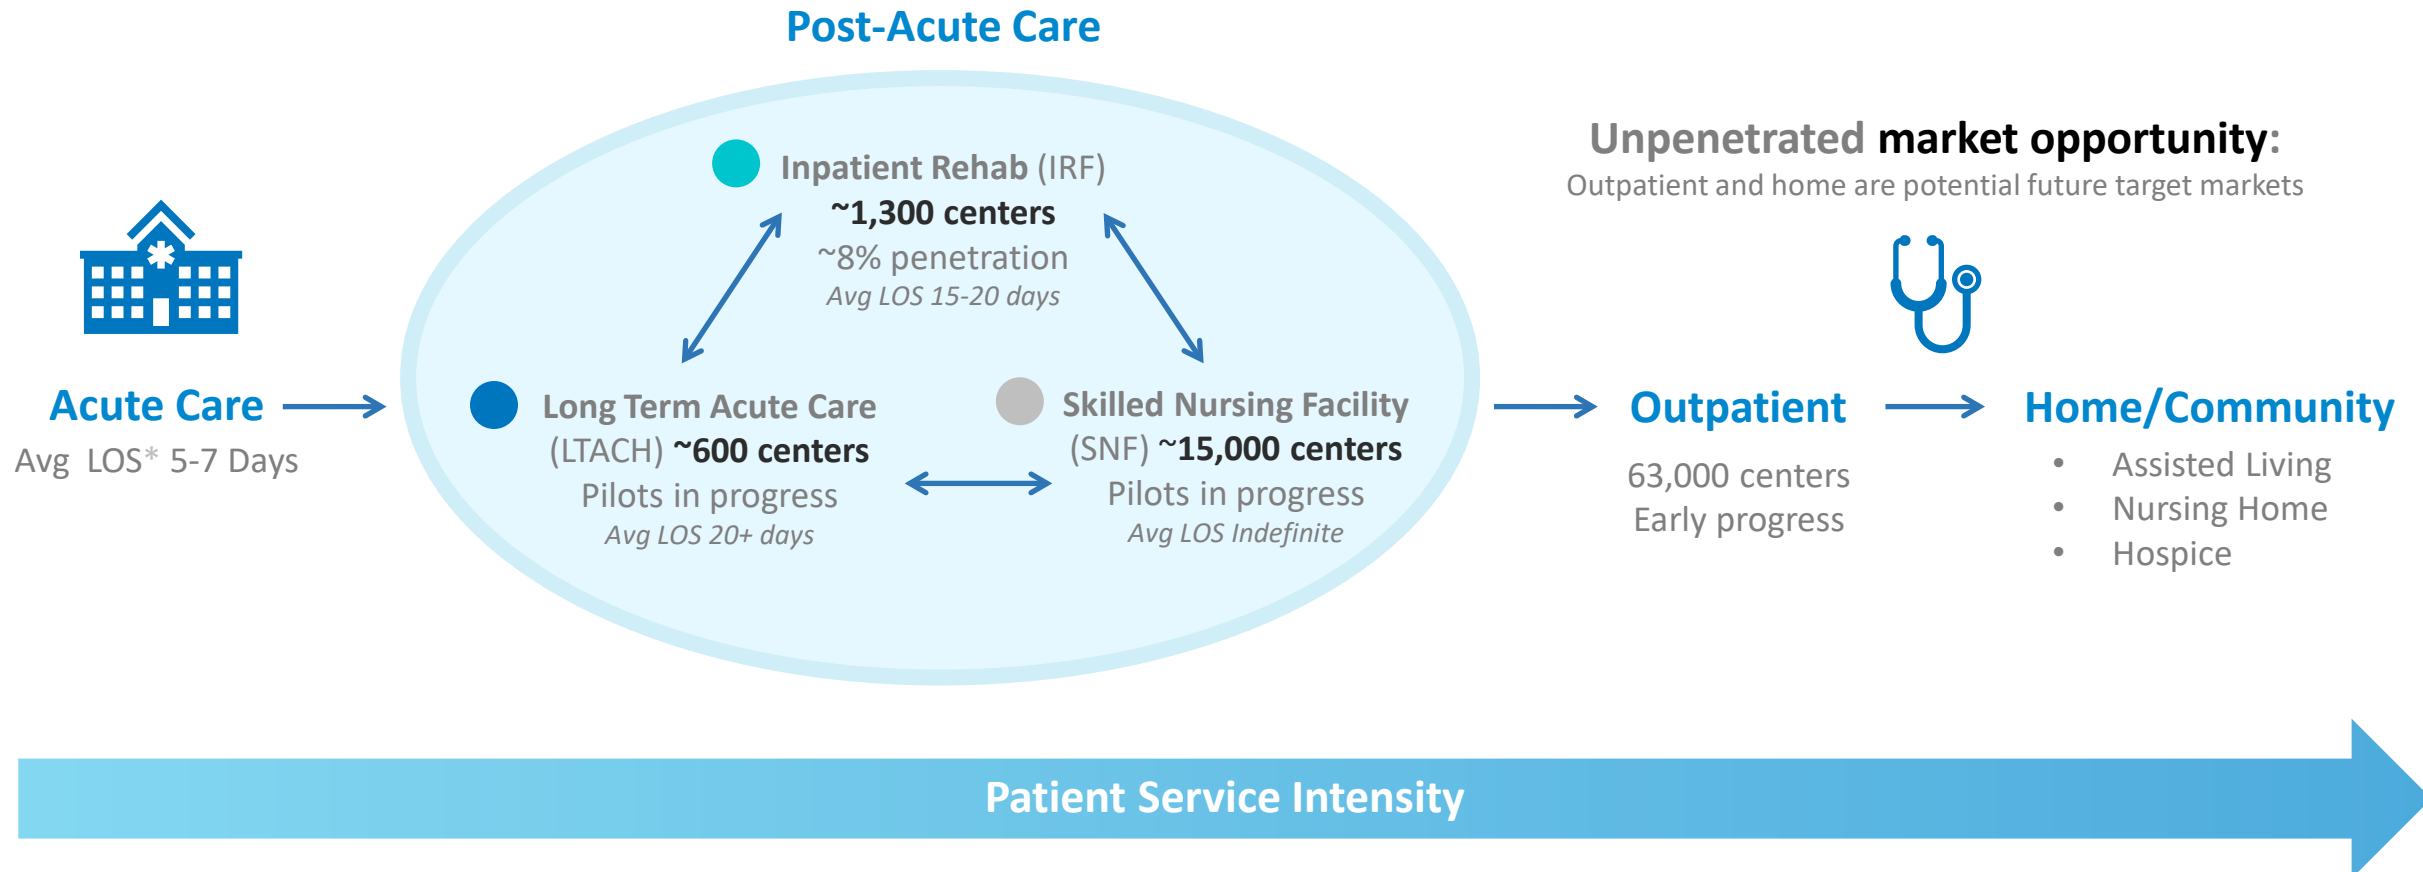 Post-Acute Care
Inpatient Rehab (IRF)
~1,300 centers
~8% penetration
Avg LOS 15-20 days
Unpenetrated market opportunity:
Outpatient and home are potential future target markets
Acute Care
Avg LOS* 5-7 Days
Long Term Acute Care
(LTACH) ~600 centers
Pilots in progress
Avg LOS 20+ days
Skilled Nursing Facility
(SNF) ~15,000 centers
Pilots in progress
Avg LOS Indefinite
Outpatient
63,000 centers
Early progress
Home/Community
• Assisted Living
• Nursing Home
• Hospice
Patient Service Intensity